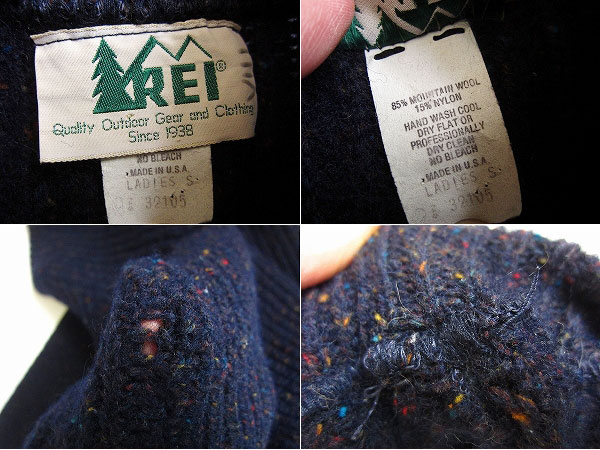 REI®
Quality Outdoor Gear and Clothing
Since 1938
NO BLEACH
MADE IN U.S.A.
LADIES S
32105
85% MOUNTAIN WOOL
15% NYLON
HAND WASH COOL
DRY FLAT OR
PROFESSIONALLY
DRY CLEAN
NO BLEACH
MADE IN U.S.A.
LADIES S
32105